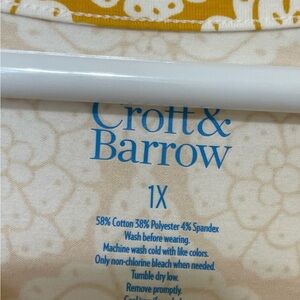 Croft &
Barrow
1X
58% Cotton 38% Polyester 4% Spandex
Wash before wearing.
Machine wash cold with like colors.
Only non-chlorine bleach when needed.
Tumble dry low.
Remove promptly.